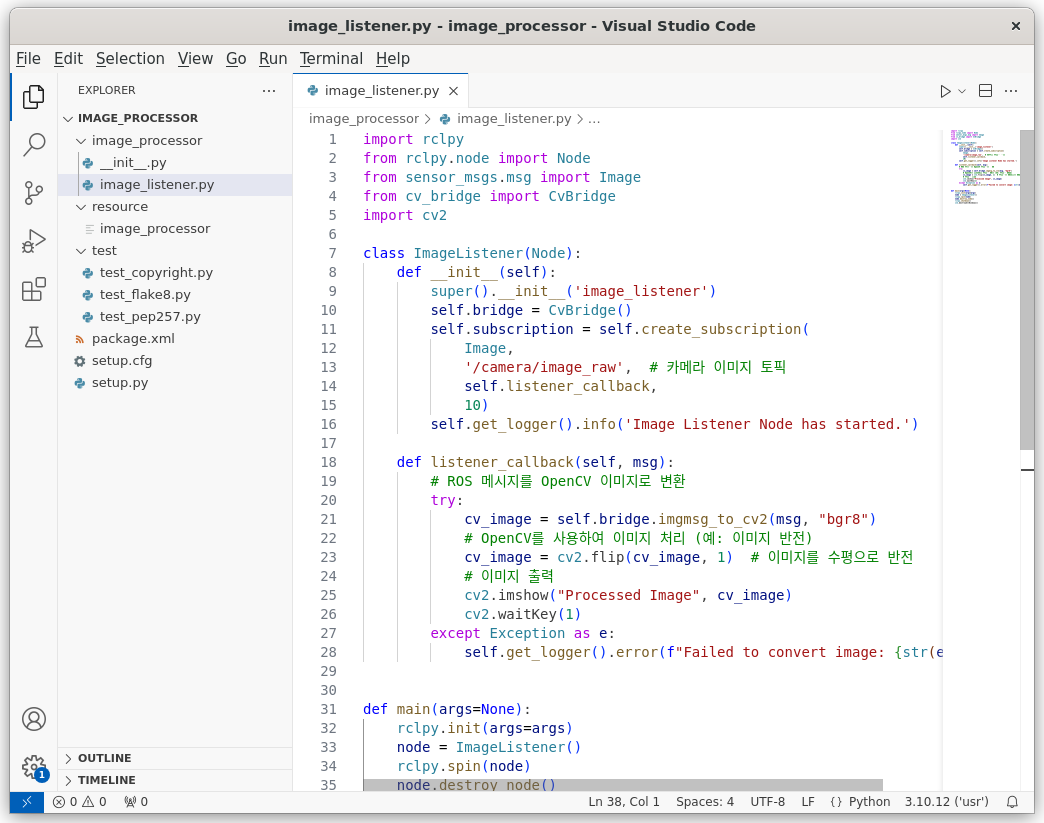 image_listener.py - image_processor - Visual Studio Code
File Edit Selection View Go Run Terminal Help
EXPLORER
IMAGE_PROCESSOR
image_processor
__init__.py
image_listener.py
resource
image_processor
test
test_copyright.py
test_flake8.py
test_pep257.py
package.xml
setup.cfg
setup.py
OUTLINE
TIMELINE
image_listener.py
image_processor > image_listener.py > ...
1 import rclpy
2 from rclpy.node import Node
3 from sensor_msgs.msg import Image
4 from cv_bridge import CvBridge
5 import cv2
6
7 class ImageListener(Node):
8 def __init__(self):
9 super().__init__('image_listener')
10 self.bridge = CvBridge()
11 self.subscription = self.create_subscription(
12 Image,
13 '/camera/image_raw', # 카메라 이미지 토픽
14 self.listener_callback,
15 10)
16 self.get_logger().info('Image Listener Node has started.')
17
18 def listener_callback(self, msg):
19 # ROS 메시지를 OpenCV 이미지로 변환
20 try:
21 cv_image = self.bridge.imgmsg_to_cv2(msg, "bgr8")
22 # OpenCV를 사용하여 이미지 처리 (예: 이미지 반전)
23 cv_image = cv2.flip(cv_image, 1) # 이미지를 수평으로 반전
24 # 이미지 출력
25 cv2.imshow("Processed Image", cv_image)
26 cv2.waitKey(1)
27 except Exception as e:
28 self.get_logger().error(f"Failed to convert image: {str(e
29
30
31 def main(args=None):
32 rclpy.init(args=args)
33 node = ImageListener()
34 rclpy.spin(node)
35 node.destroy_node()
1
0 0 0 Ln 38, Col 1 Spaces: 4 UTF-8 LF {} Python 3.10.12 ('usr')